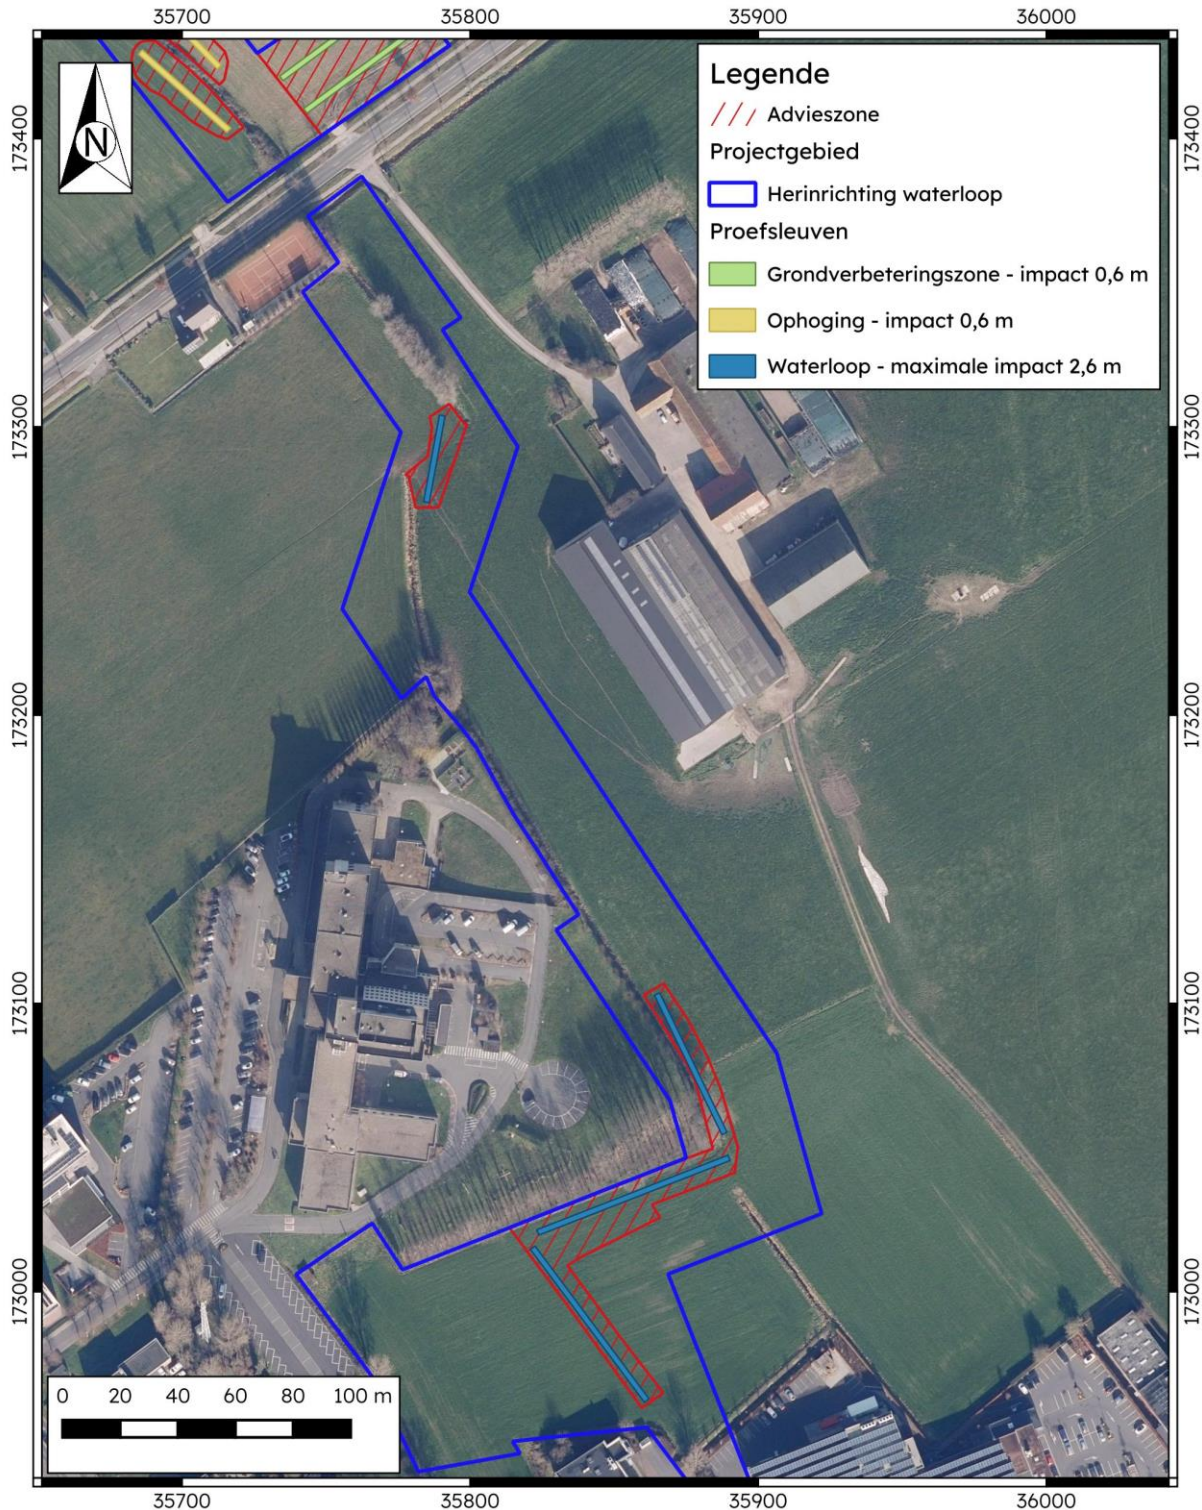 35700 35800 35900 36000
Legende
Advieszone
Projectgebied
Herinrichting waterloop
Proefsleuven
Grondverbeteringszone - impact 0,6 m
Ophoging - impact 0,6 m
Waterloop - maximale impact 2,6 m
N
173400 173400
173300 173300
173200 173200
173100 173100
173000 173000
0 20 40 60 80 100 m
35700 35800 35900 36000